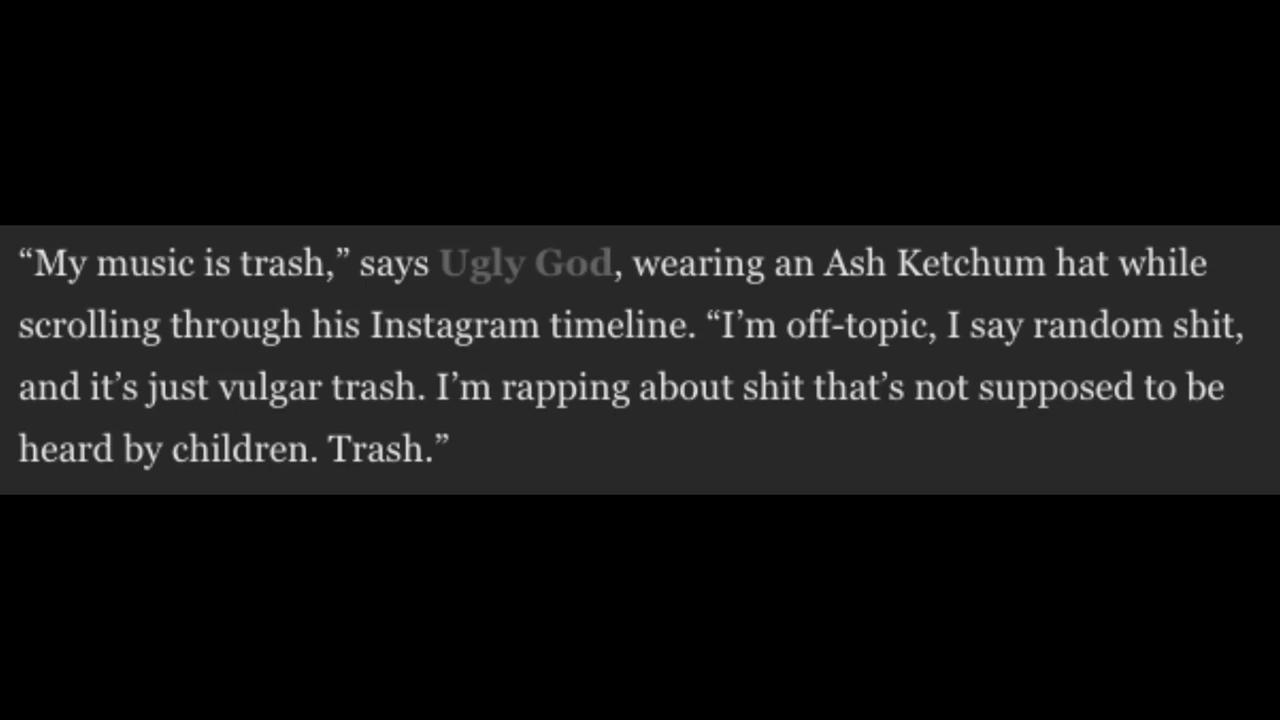 “My music is trash,” says Ugly God, wearing an Ash Ketchum hat while
scrolling through his Instagram timeline. “I’m off-topic, I say random shit,
and it’s just vulgar trash. I’m rapping about shit that’s not supposed to be
heard by children. Trash.”